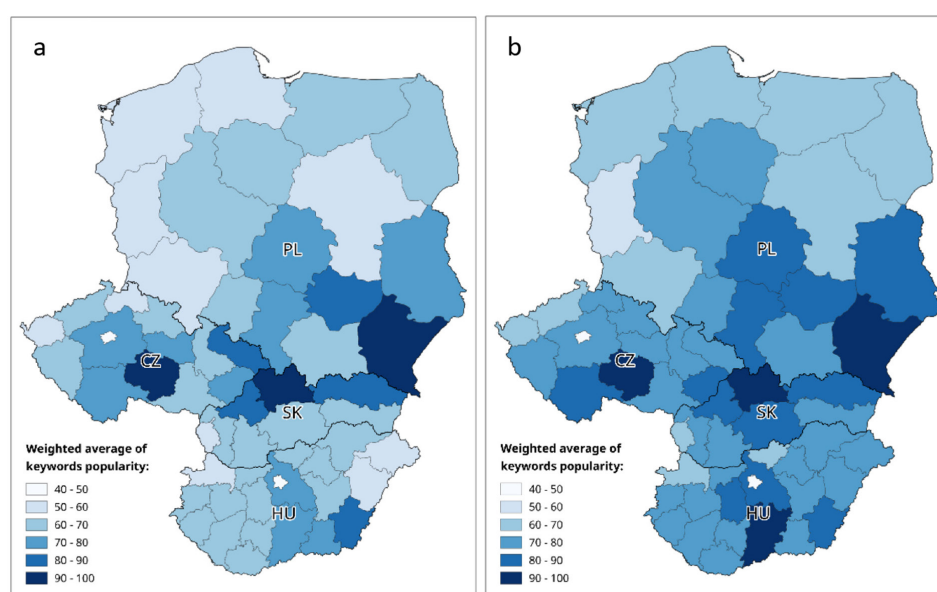 a
PL
CZ
SK
HU
Weighted average of
keywords popularity:
40 - 50
50 - 60
60 - 70
70 - 80
80 - 90
90 - 100
b
PL
CZ
SK
HU
Weighted average of
keywords popularity:
40 - 50
50 - 60
60 - 70
70 - 80
80 - 90
90 - 100